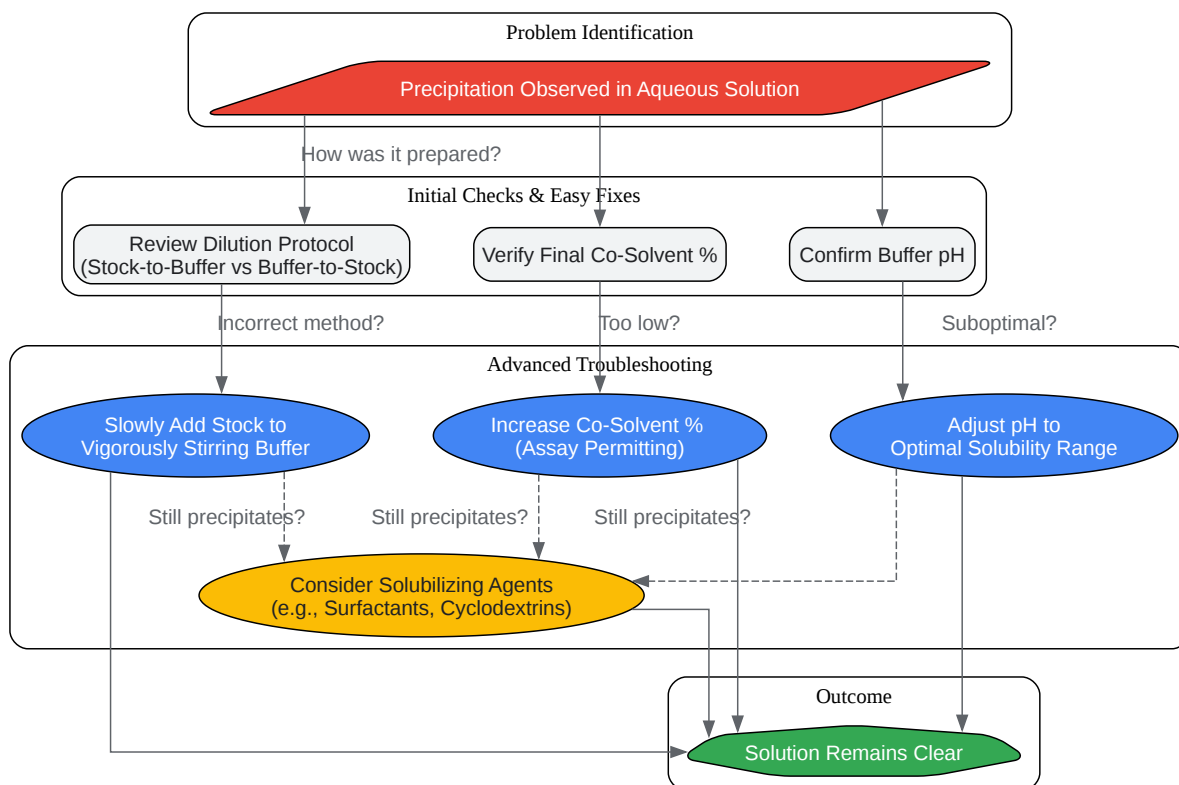 Problem Identification
Precipitation Observed in Aqueous Solution
How was it prepared?
Initial Checks & Easy Fixes
Review Dilution Protocol
(Stock-to-Buffer vs Buffer-to-Stock)
Verify Final Co-Solvent %
Confirm Buffer pH
Incorrect method?
Too low?
Suboptimal?
Advanced Troubleshooting
Slowly Add Stock to
Vigorously Stirring Buffer
Increase Co-Solvent %
(Assay Permitting)
Adjust pH to
Optimal Solubility Range
Still precipitates?
Still precipitates?
Still precipitates?
Consider Solubilizing Agents
(e.g., Surfactants, Cyclodextrins)
Outcome
Solution Remains Clear